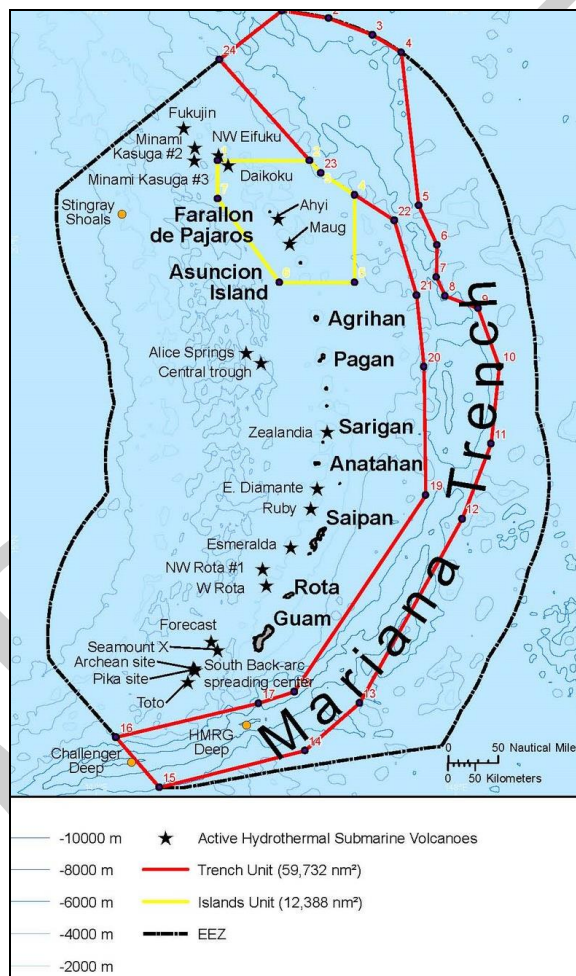 2
3
4
24
Fukujin
Minami
Kasuga #2
NW Eifuku
2
23
Minami Kasuga #3
Daikoku
4
Stingray
Shoals
Farallon
de Pajaros
Ahyi
Maug
5
22
6
7
Asuncion
Island
21
8
9
Agrihan
Alice Springs
Central trough
Pagan
20
10
Zealandia
Sarigan
11
Anatahan
E. Diamante
19
Ruby
12
Saipan
Esmeralda
NW Rota #1
W Rota
Rota
Guam
Forecast
Seamount X
Archean site
Pika site
South Back-arc
spreading center
Toto
17
13
16
HMRG
Deep
14
Challenger
Deep
15
Mariana Trench
0 50 Nautical Mile
0 50 Kilometers
-10000 m
Active Hydrothermal Submarine Volcanoes
-8000 m
Trench Unit (59,732 nm²)
-6000 m
Islands Unit (12,388 nm²)
-4000 m
EEZ
-2000 m